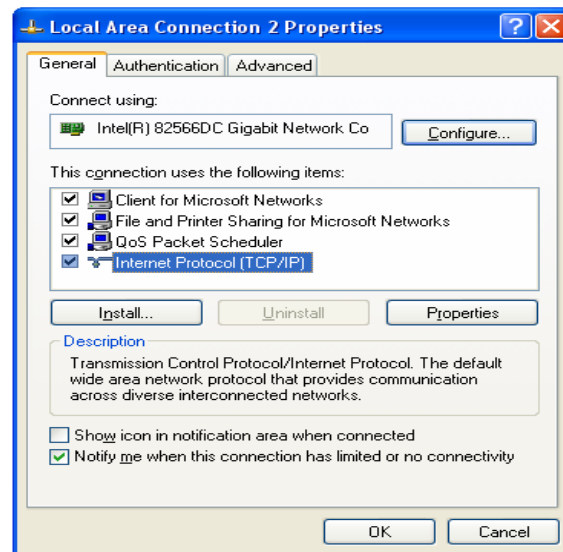 Local Area Connection 2 Properties
General Authentication Advanced
Connect using:
Intel(R) 82566DC Gigabit Network Co
Configure...
This connection uses the following items:
Client for Microsoft Networks
File and Printer Sharing for Microsoft Networks
QoS Packet Scheduler
Internet Protocol (TCP/IP)
Install... Uninstall Properties
Description
Transmission Control Protocol/Internet Protocol. The default
wide area network protocol that provides communication
across diverse interconnected networks.
Show icon in notification area when connected
Notify me when this connection has limited or no connectivity
OK Cancel